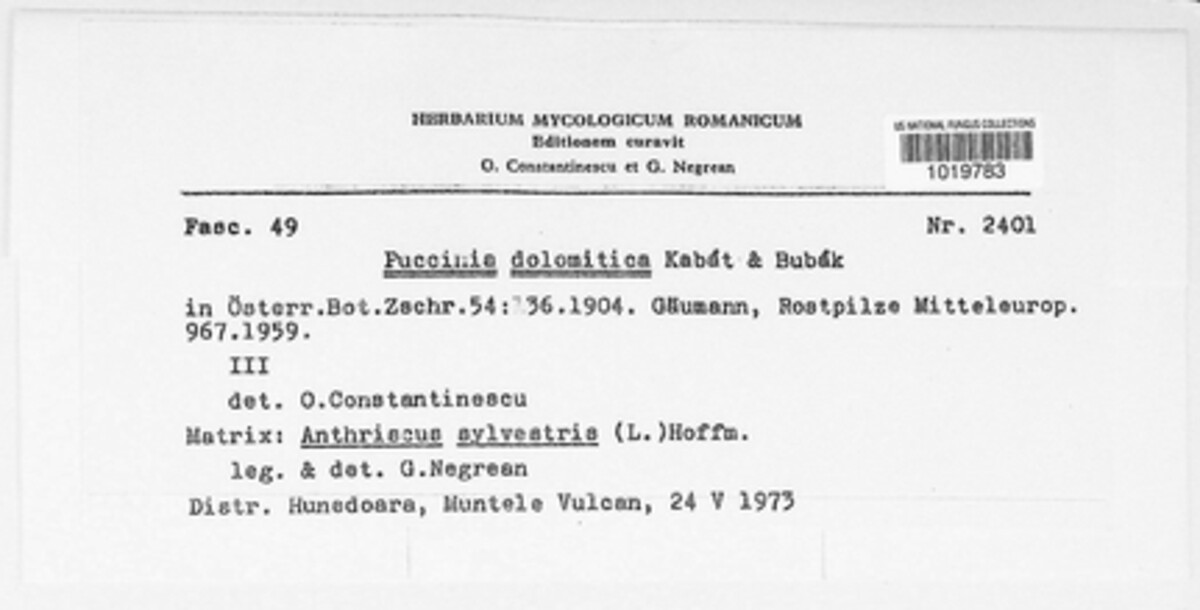 HERBARIUM MYCOLOGICUM ROMANICUM
Editionem curavit
O. Constantinescu et G. Negrean
US NATIONAL FUNGUS COLLECTIONS
1019783
Fasc. 49
Nr. 2401
Puccinia dolomitica Kabát & Bubák
in Österr.Bot.Zschr.54: 36.1904. Gäumann, Rostpilze Mitteleurop.
967.1959.
III
det. O.Constantinescu
Matrix: Anthriscus sylvestris (L.)Hoffm.
leg. & det. G.Negrean
Distr. Hunedoara, Muntele Vulcan, 24 V 1973